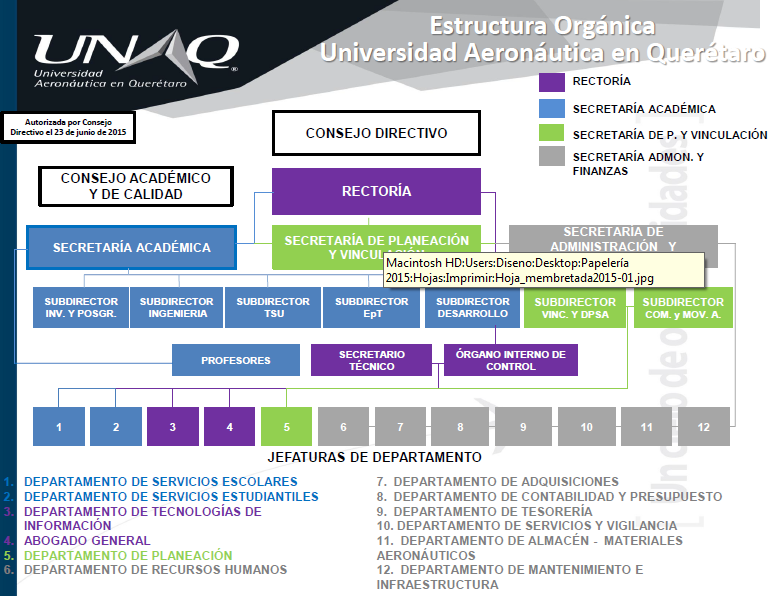 Estructura Orgánica
Universidad Aeronáutica en Querétaro
UNAQ®
Universidad
Aeronáutica en Querétaro
RECTORÍA
SECRETARÍA ACADÉMICA
SECRETARÍA DE P. Y VINCULACIÓN
SECRETARÍA ADMON. Y
FINANZAS
Autorizada por Consejo
Directivo el 23 de junio de 2015
CONSEJO DIRECTIVO
CONSEJO ACADÉMICO
Y DE CALIDAD
RECTORÍA
SECRETARÍA ACADÉMICA
SECRETARÍA DE PLANEACIÓN
Y VINCULACIÓN
SECRETARÍA DE
ADMINISTRACIÓN Y
Macintosh HD:Users:Diseno:Desktop:Papelería
2015:Hojas:Imprimir:Hoja_membretada2015-01.jpg
SUBDIRECTOR
INV. Y POSGR.
SUBDIRECTOR
INGENIERIA
SUBDIRECTOR
TSU
SUBDIRECTOR
EpT
SUBDIRECTOR
DESARROLLO
SUBDIRECTOR
VINC. Y DPSA
SUBDIRECTOR
COM. y MOV. A.
PROFESORES
SECRETARIO
TÉCNICO
ÓRGANO INTERNO DE
CONTROL
1 2 3 4 5 6 7 8 9 10 11 12
JEFATURAS DE DEPARTAMENTO
1. DEPARTAMENTO DE SERVICIOS ESCOLARES
2. DEPARTAMENTO DE SERVICIOS ESTUDIANTILES
3. DEPARTAMENTO DE TECNOLOGÍAS DE
INFORMACIÓN
4. ABOGADO GENERAL
5. DEPARTAMENTO DE PLANEACIÓN
6. DEPARTAMENTO DE RECURSOS HUMANOS
7. DEPARTAMENTO DE ADQUISICIONES
8. DEPARTAMENTO DE CONTABILIDAD Y PRESUPUESTO
9. DEPARTAMENTO DE TESORERÍA
10. DEPARTAMENTO DE SERVICIOS Y VIGILANCIA
11. DEPARTAMENTO DE ALMACÉN - MATERIALES
AERONÁUTICOS
12. DEPARTAMENTO DE MANTENIMIENTO E
INFRAESTRUCTURA